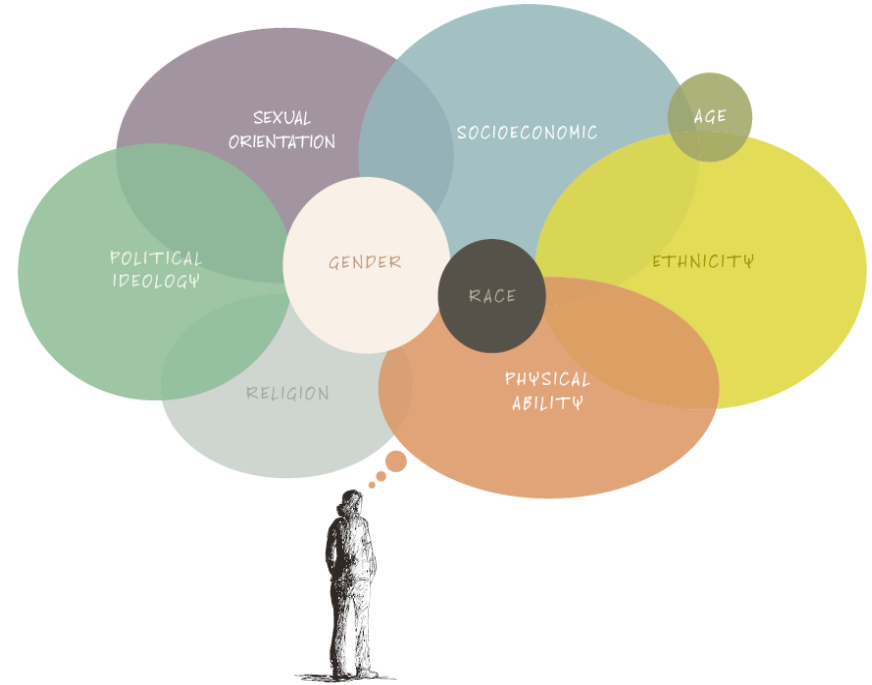 SEXUAL
ORIENTATION
SOCIOECONOMIC
AGE
POLITICAL
IDEOLOGY
GENDER
RACE
ETHNICITY
RELIGION
PHYSICAL
ABILITY